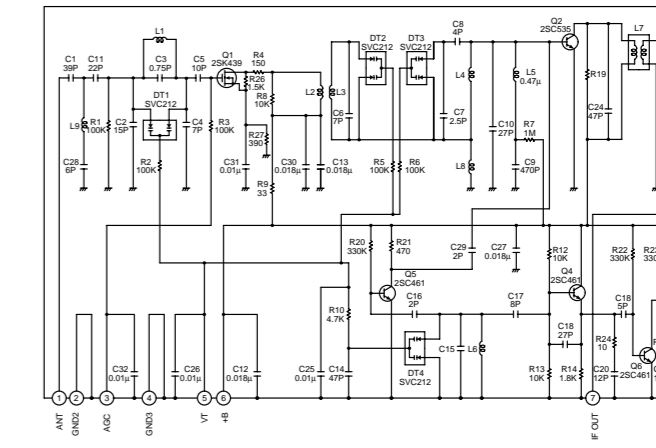 L1
C1
39P
C11
22P
C3
0.75P
C5
10P
Q1
2SK439
R4
150
R26
1.5K
R8
10K
L2
L3
DT2
SVC212
DT3
SVC212
C8
4P
Q2
2SC535
L7
L4
L5
0.47μ
R19
C24
47P
DT1
SVC212
L9
R1
100K
C2
15P
C4
7P
R3
100K
R27
390
C6
7P
C7
2.5P
C10
27P
R7
1M
C28
6P
R2
100K
C31
0.01μ
C30
0.018μ
C13
0.018μ
R5
100K
R6
100K
L8
C9
470P
R9
33
R20
330K
R21
470
C29
2P
C27
0.018μ
R12
10K
Q4
2SC461
R22
330K
R23
330
Q5
2SC461
C16
2P
C17
8P
C18
5P
R10
4.7K
C15
L6
C18
27P
R24
10
DT4
SVC212
C32
0.01μ
C26
0.01μ
C12
0.018μ
C25
0.01μ
C14
47P
R13
10K
R14
1.8K
C20
12P
Q6
2SC461
1
2
3
4
5
6
7
ANT
GND2
AGC
GND3
VT
+B
IF OUT